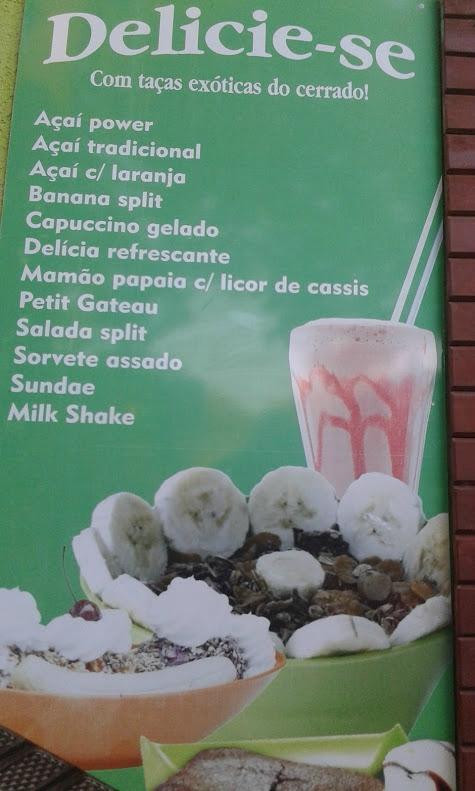 Delicie-se
Com taças exóticas do cerrado!
Açaí power
Açaí tradicional
Açaí c/ laranja
Banana split
Capuccino gelado
Delícia refrescante
Mamão papaia c/ licor de cassis
Petit Gateau
Salada split
Sorvete assado
Sundae
Milk Shake